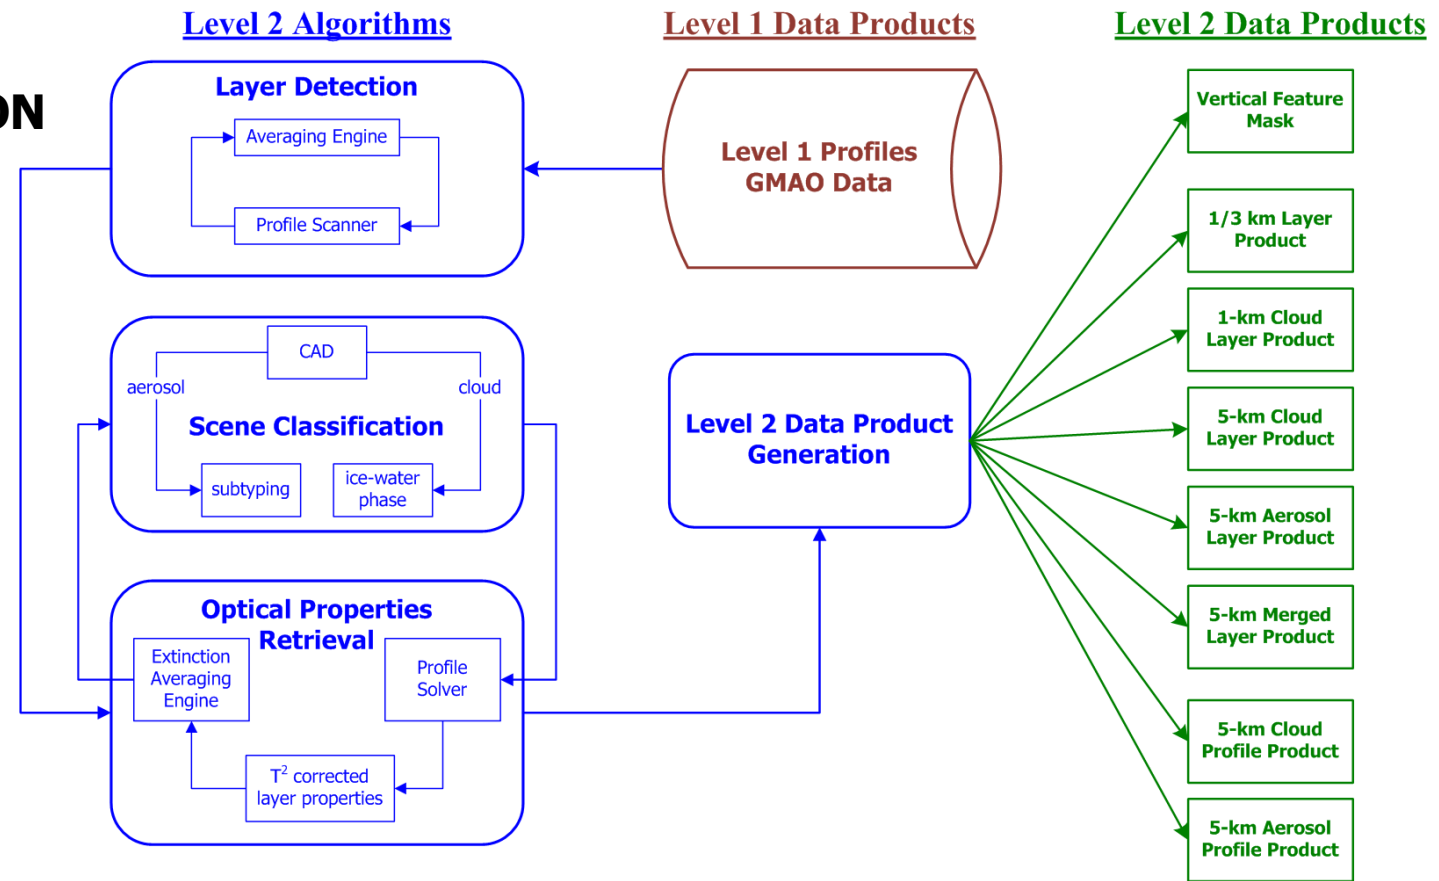 Level 2 Algorithms
Level 1 Data Products
Level 2 Data Products
ON
Layer Detection
Averaging Engine
Profile Scanner
Level 1 Profiles
GMAO Data
CAD
aerosol
cloud
Scene Classification
subtyping
ice-water
phase
Level 2 Data Product
Generation
Optical Properties
Retrieval
Extinction
Averaging
Engine
Profile
Solver
T² corrected
layer properties
Vertical Feature
Mask
1/3 km Layer
Product
1-km Cloud
Layer Product
5-km Cloud
Layer Product
5-km Aerosol
Layer Product
5-km Merged
Layer Product
5-km Cloud
Profile Product
5-km Aerosol
Profile Product